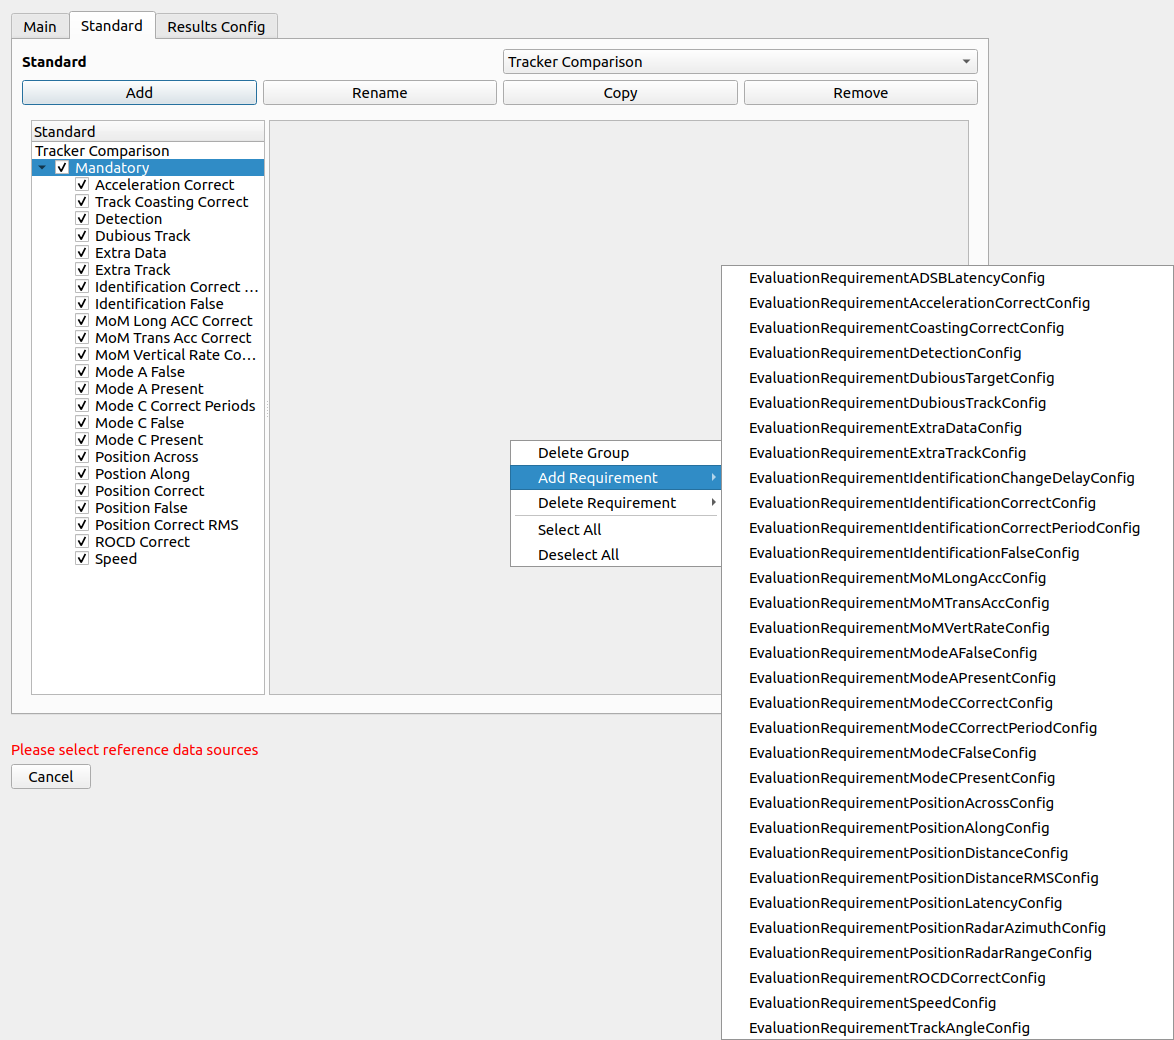 Main
Standard
Results Config
Standard
Tracker Comparison
Add
Rename
Copy
Remove
Standard
Tracker Comparison
Mandatory
Acceleration Correct
Track Coasting Correct
Detection
Dubious Track
Extra Data
Extra Track
Identification Correct ...
Identification False
MoM Long ACC Correct
MoM Trans Acc Correct
MoM Vertical Rate Co...
Mode A False
Mode A Present
Mode C Correct Periods
Mode C False
Mode C Present
Position Across
Postion Along
Position Correct
Position False
Position Correct RMS
ROCD Correct
Speed
Delete Group
Add Requirement
Delete Requirement
Select All
Deselect All
EvaluationRequirementADSBLatencyConfig
EvaluationRequirementAccelerationCorrectConfig
EvaluationRequirementCoastingCorrectConfig
EvaluationRequirementDetectionConfig
EvaluationRequirementDubiousTargetConfig
EvaluationRequirementDubiousTrackConfig
EvaluationRequirementExtraDataConfig
EvaluationRequirementExtraTrackConfig
EvaluationRequirementIdentificationChangeDelayConfig
EvaluationRequirementIdentificationCorrectConfig
EvaluationRequirementIdentificationCorrectPeriodConfig
EvaluationRequirementIdentificationFalseConfig
EvaluationRequirementMoMLongAccConfig
EvaluationRequirementMoMTransAccConfig
EvaluationRequirementMoMVertRateConfig
EvaluationRequirementModeAFalseConfig
EvaluationRequirementModeAPresentConfig
EvaluationRequirementModeCCorrectConfig
EvaluationRequirementModeCCorrectPeriodConfig
EvaluationRequirementModeCFalseConfig
EvaluationRequirementModeCPresentConfig
EvaluationRequirementPositionAcrossConfig
EvaluationRequirementPositionAlongConfig
EvaluationRequirementPositionDistanceConfig
EvaluationRequirementPositionDistanceRMSConfig
EvaluationRequirementPositionLatencyConfig
EvaluationRequirementPositionRadarAzimuthConfig
EvaluationRequirementPositionRadarRangeConfig
EvaluationRequirementROCDCorrectConfig
EvaluationRequirementSpeedConfig
EvaluationRequirementTrackAngleConfig
Please select reference data sources
Cancel